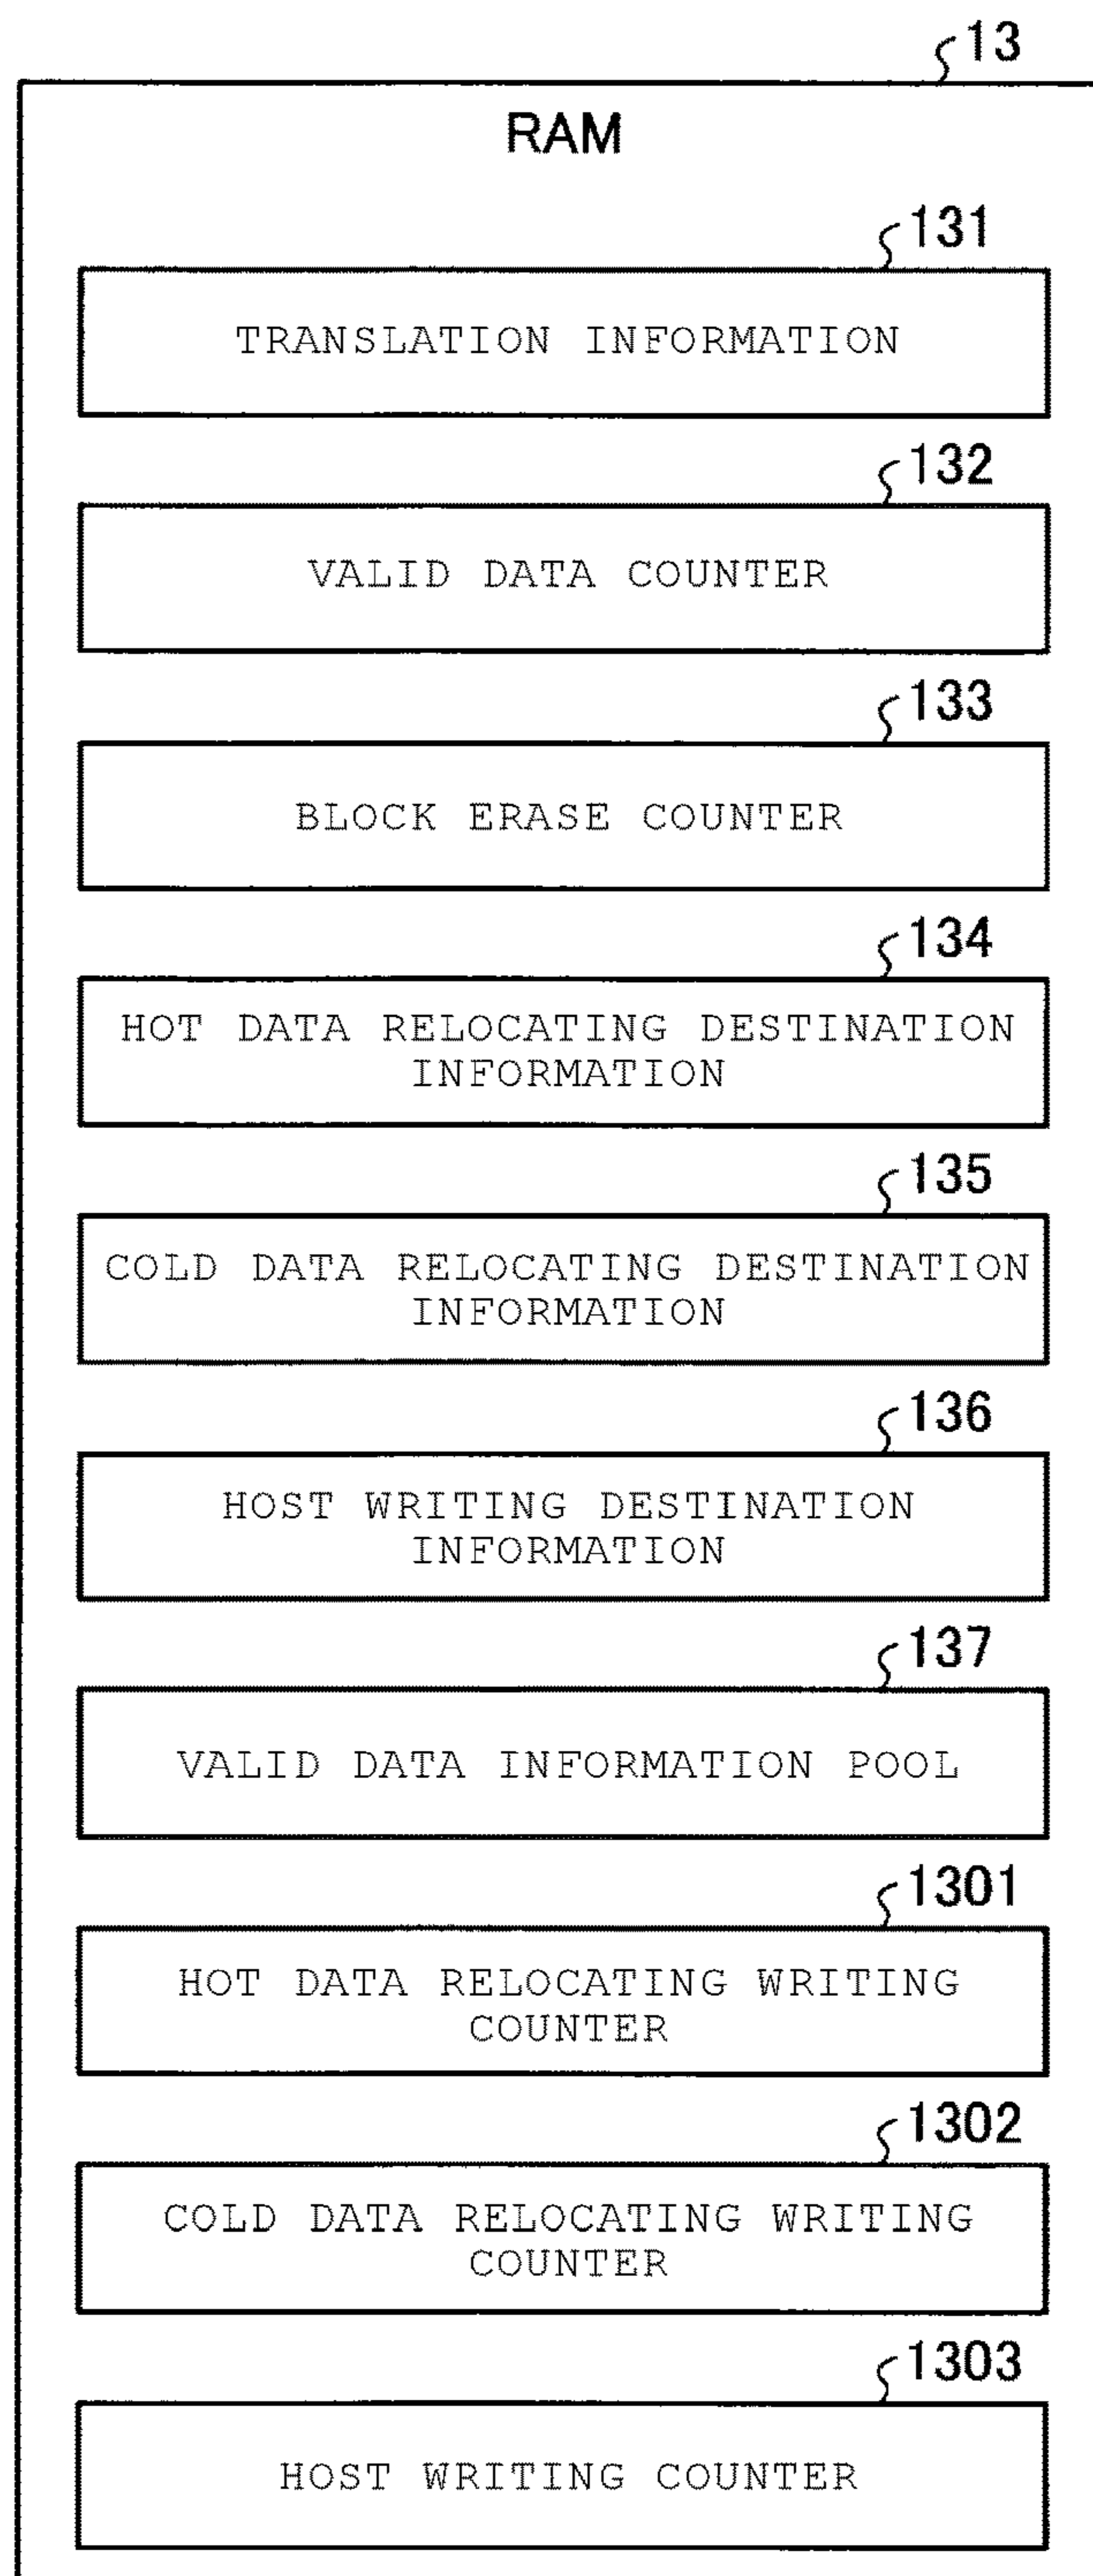 13
RAM
131
TRANSLATION INFORMATION
132
VALID DATA COUNTER
133
BLOCK ERASE COUNTER
134
HOT DATA RELOCATING DESTINATION
INFORMATION
135
COLD DATA RELOCATING DESTINATION
INFORMATION
136
HOST WRITING DESTINATION
INFORMATION
137
VALID DATA INFORMATION POOL
1301
HOT DATA RELOCATING WRITING
COUNTER
1302
COLD DATA RELOCATING WRITING
COUNTER
1303
HOST WRITING COUNTER